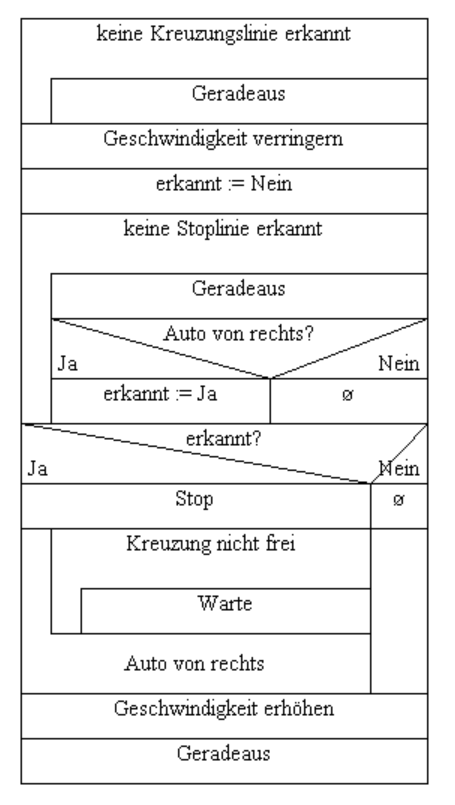 keine Kreuzungslinie erkannt
Geradeaus
Geschwindigkeit verringern
erkannt := Nein
keine Stoplinie erkannt
Geradeaus
Auto von rechts?
Ja Nein
erkannt := Ja ø
erkannt?
Ja Nein
Stop ø
Kreuzung nicht frei
Warte
Auto von rechts
Geschwindigkeit erhöhen
Geradeaus